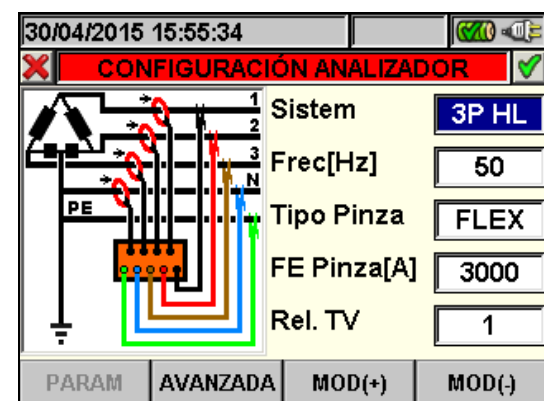 30/04/2015 15:55:34
CONFIGURACIÓN ANALIZADOR
1
2
3
N
PE
Sistem 3P HL
Frec[Hz] 50
Tipo Pinza FLEX
FE Pinza[A] 3000
Rel. TV 1
PARAM AVANZADA MOD(+) MOD(-)